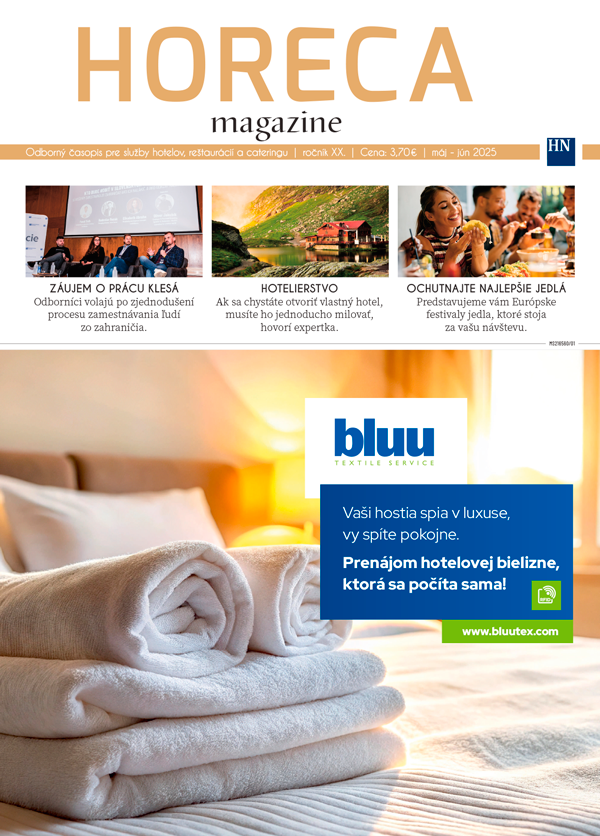 HORECA
magazine
Odborný časopis pre služby hotelov, reštaurácií a cateringu | ročník XX. | Cena: 3,70 € | máj – jún 2025
HN
ZÁUJEM O PRÁCU KLESÁ
Odborníci volajú po zjednodušení
procesu zamestnávania ľudí
zo zahraničia.
HOTELIERSTVO
Ak sa chystáte otvoriť vlastný hotel,
musíte ho jednoducho milovať,
hovorí expertka.
OCHUTNAJTE NAJLEPŠIE JEDLÁ
Predstavujeme vám Európske
festivaly jedla, ktoré stoja
za vašu návštevu.
bluu
TEXTILE SERVICE
Vaši hostia spia v luxuse,
vy spíte pokojne.
Prenájom hotelovej bielizne,
ktorá sa počíta sama!
RFID
www.bluutex.com